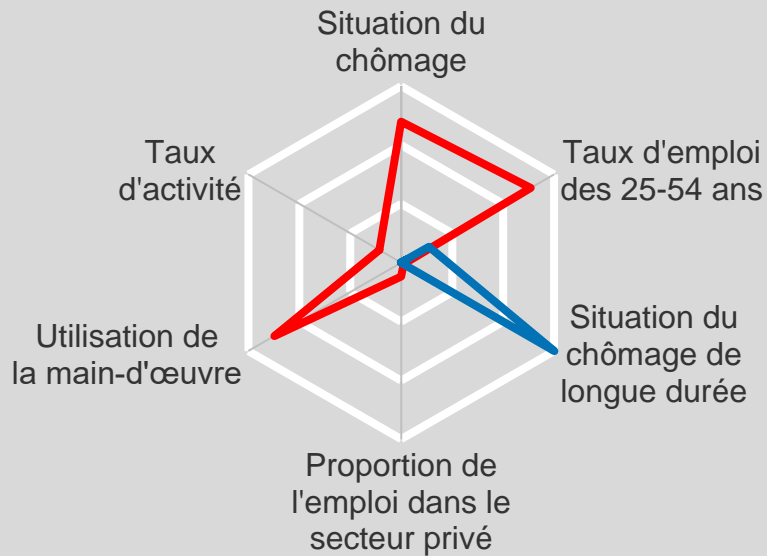 Situation du
chômage
Taux d'emploi
des 25-54 ans
Situation du
chômage de
longue durée
Proportion de
l'emploi dans le
secteur privé
Utilisation de
la main-d'œuvre
Taux
d'activité